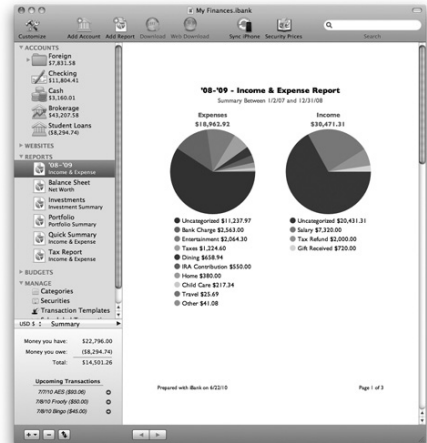 My Finances.ibank
Customize Add Account Add Report Download Web Download Sync iPhone Security Prices Search
ACCOUNTS
Foreign
$7,831.58
Checking
$11,804.41
Cash
$3,160.01
Brokerage
$43,207.58
Student Loans
($8,294.74)
WEBSITES
REPORTS
'08-'09
Income & Expense
Balance Sheet
Net Worth
Investments
Investment Summary
Portfolio
Portfolio Summary
Quick Summary
Income & Expense
Tax Report
Income & Expense
BUDGETS
MANAGE
Categories
Securities
Transaction Templates
USD $ Summary
Money you have: $22,796.00
Money you owe: ($8,294.74)
Total: $14,501.26
Upcoming Transactions
7/7/10 AES ($93.06)
7/8/10 Froofy ($50.00)
7/8/10 Bingo ($45.00)
'08-'09 - Income & Expense Report
Summary Between 1/2/07 and 12/31/08
Expenses
$18,962.92
Uncategorized $11,237.97
Bank Charge $2,563.00
Entertainment $2,064.30
Taxes $1,224.60
Dining $658.94
IRA Contribution $550.00
Home $380.00
Child Care $217.34
Travel $25.69
Other $41.08
Income
$30,471.31
Uncategorized $20,431.31
Salary $7,320.00
Tax Refund $2,000.00
Gift Received $720.00
Prepared with iBank on 6/22/10 Page 1 of 3